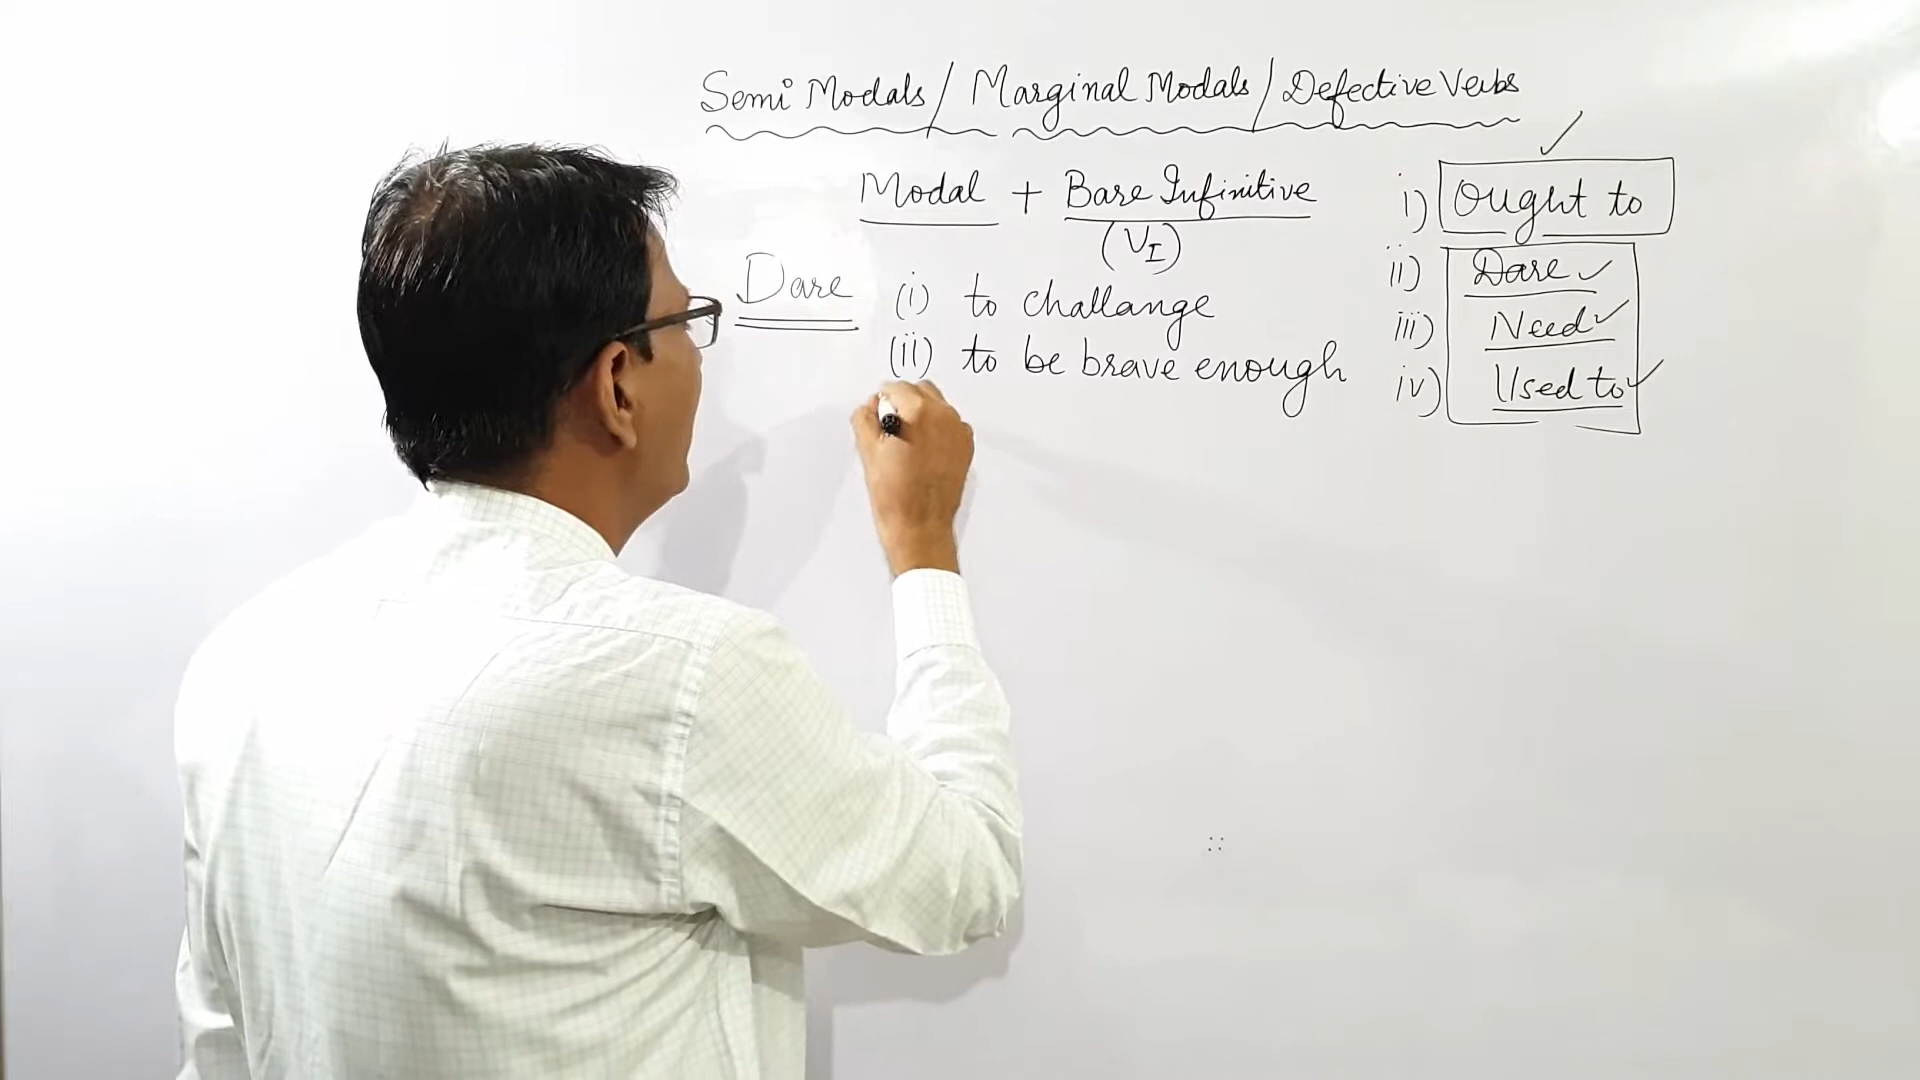 Semi Modals / Marginal Modals / Defective Verbs
Modal + Bare Infinitive
(V_I)
Dare (i) to challange
(ii) to be brave enough
i) Ought to
ii) Dare ✓
iii) Need ✓
iv) Used to ✓